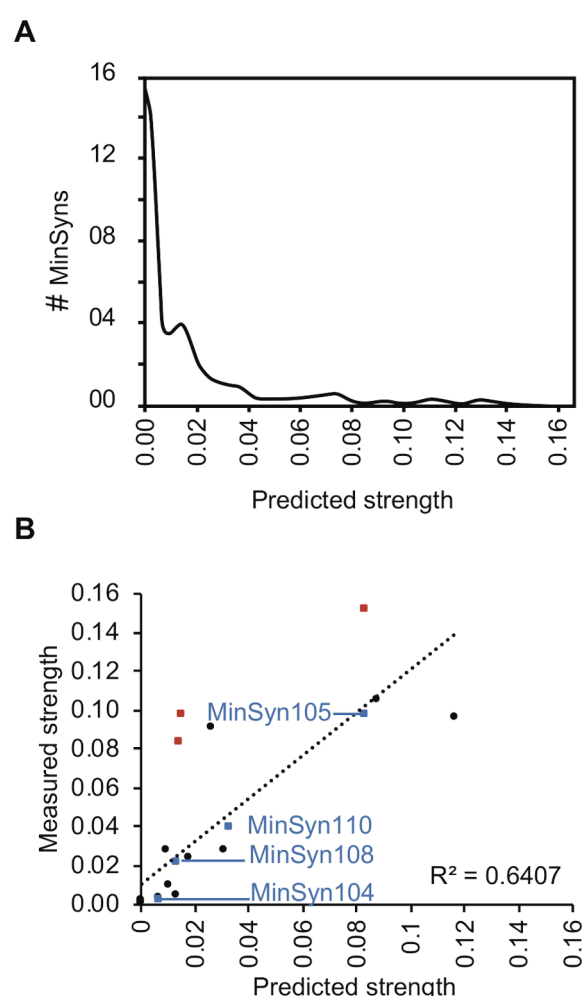 A
16
12
08
04
00
# MinSyns
0.00
0.02
0.04
0.06
0.08
0.10
0.12
0.14
0.16
Predicted strength
B
0.16
0.14
0.12
0.10
0.08
0.06
0.04
0.02
0.00
Measured strength
MinSyn105
MinSyn110
MinSyn108
MinSyn104
R² = 0.6407
0
0.02
0.04
0.06
0.08
0.1
0.12
0.14
0.16
Predicted strength